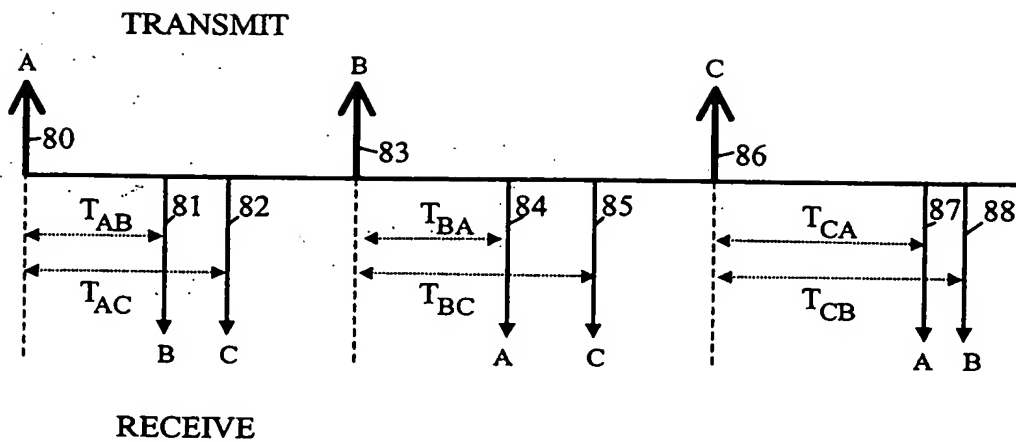 TRANSMIT
A B C
80 83 86
81 82 84 85 87 88
T_AB T_BA T_CA
T_AC T_BC T_CB
B C A C A B
RECEIVE